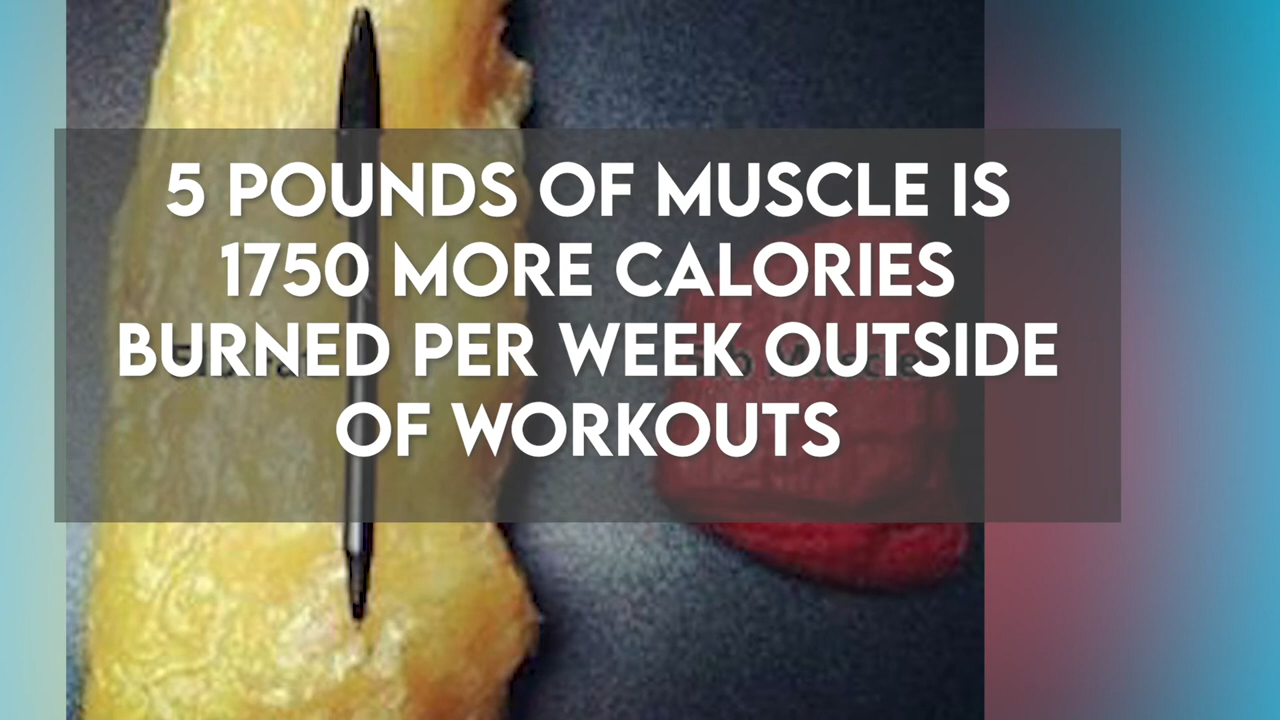 5 POUNDS OF MUSCLE IS
1750 MORE CALORIES
BURNED PER WEEK OUTSIDE
OF WORKOUTS